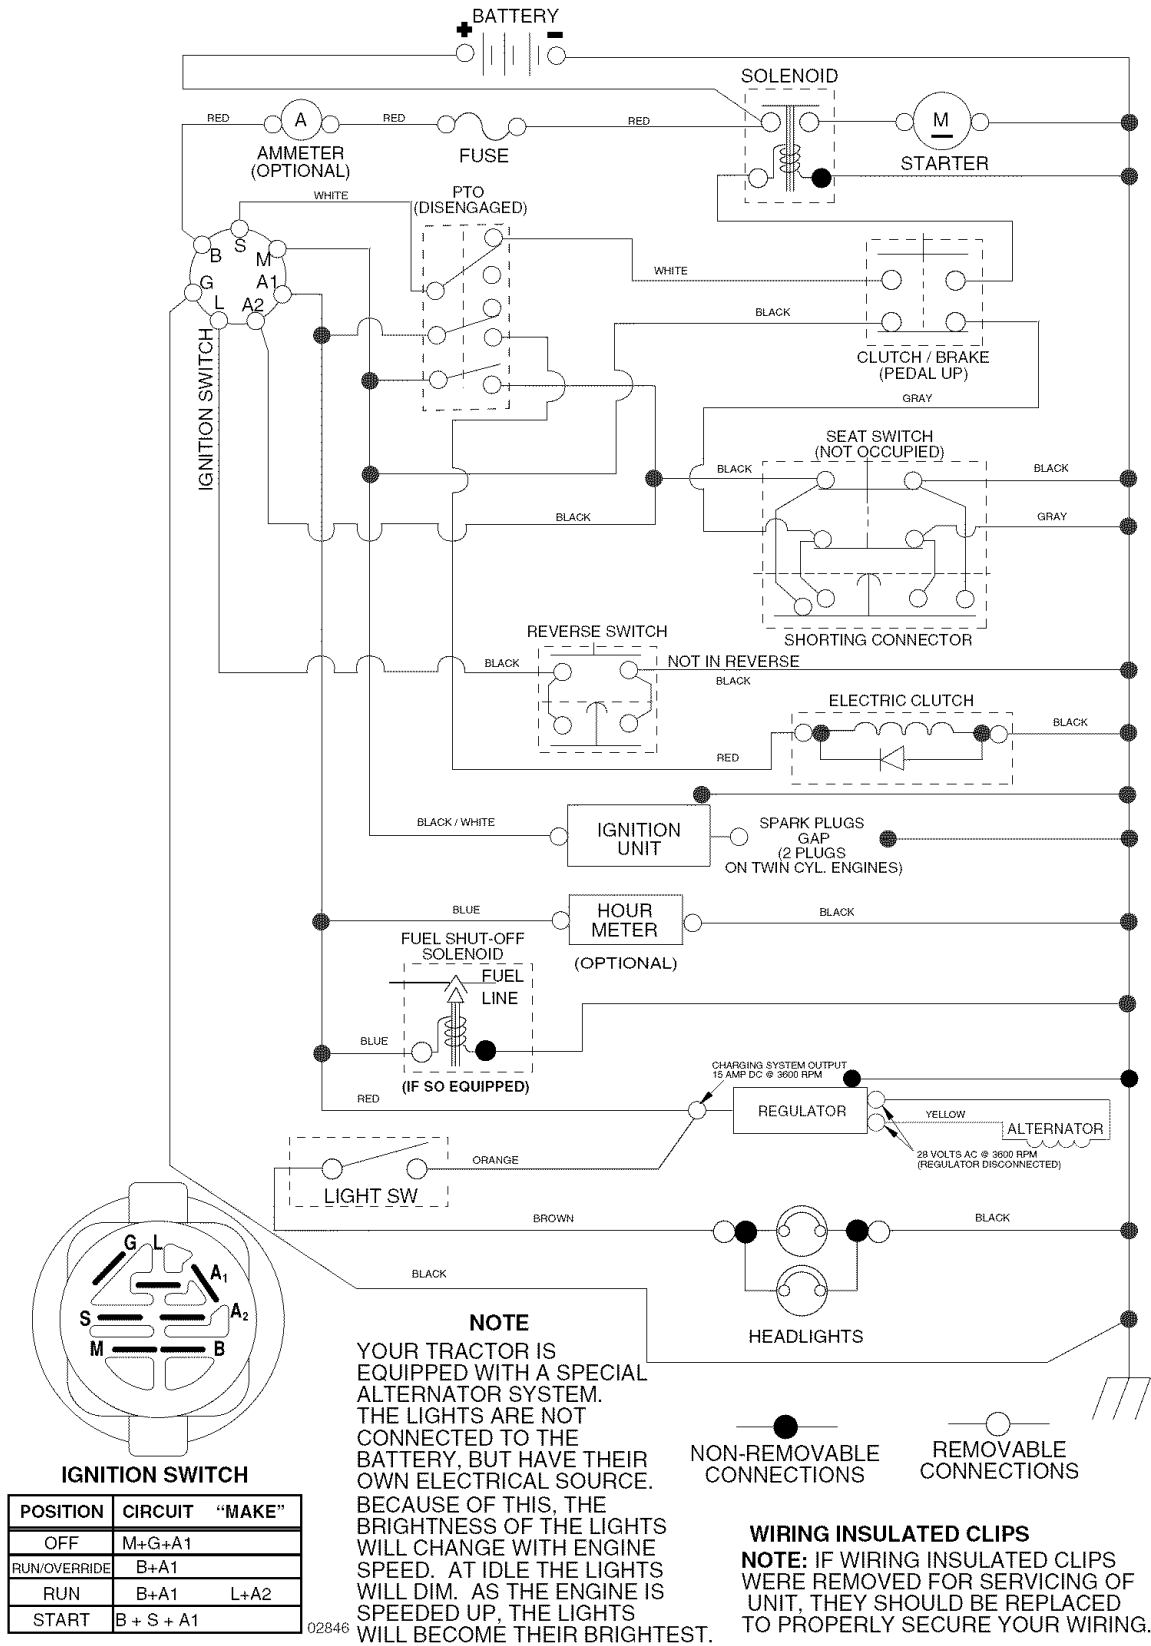 BATTERY
+ -
SOLENOID
RED
A
RED
RED
M
AMMETER
(OPTIONAL)
FUSE
STARTER
WHITE
PTO
(DISENGAGED)
S
B
M
G
A1
L
A2
IGNITION SWITCH
WHITE
BLACK
CLUTCH / BRAKE
(PEDAL UP)
GRAY
SEAT SWITCH
(NOT OCCUPIED)
BLACK
BLACK
BLACK
GRAY
SHORTING CONNECTOR
REVERSE SWITCH
BLACK
NOT IN REVERSE
BLACK
ELECTRIC CLUTCH
BLACK
RED
BLACK / WHITE
IGNITION
UNIT
SPARK PLUGS
GAP
(2 PLUGS
ON TWIN CYL. ENGINES)
BLUE
HOUR
METER
BLACK
(OPTIONAL)
FUEL SHUT-OFF
SOLENOID
FUEL
LINE
BLUE
(IF SO EQUIPPED)
CHARGING SYSTEM OUTPUT
15 AMP DC @ 3600 RPM
RED
REGULATOR
YELLOW
ALTERNATOR
28 VOLTS AC @ 3600 RPM
(REGULATOR DISCONNECTED)
ORANGE
LIGHT SW
BROWN
BLACK
BLACK
HEADLIGHTS
G L
A1
S
A2
M
B
IGNITION SWITCH
POSITION CIRCUIT "MAKE"
OFF M+G+A1
RUN/OVERRIDE B+A1
RUN B+A1 L+A2
START B + S + A1
02846
NOTE
YOUR TRACTOR IS
EQUIPPED WITH A SPECIAL
ALTERNATOR SYSTEM.
THE LIGHTS ARE NOT
CONNECTED TO THE
BATTERY, BUT HAVE THEIR
OWN ELECTRICAL SOURCE.
BECAUSE OF THIS, THE
BRIGHTNESS OF THE LIGHTS
WILL CHANGE WITH ENGINE
SPEED. AT IDLE THE LIGHTS
WILL DIM. AS THE ENGINE IS
SPEEDED UP, THE LIGHTS
WILL BECOME THEIR BRIGHTEST.
NON-REMOVABLE
CONNECTIONS
REMOVABLE
CONNECTIONS
WIRING INSULATED CLIPS
NOTE: IF WIRING INSULATED CLIPS
WERE REMOVED FOR SERVICING OF
UNIT, THEY SHOULD BE REPLACED
TO PROPERLY SECURE YOUR WIRING.